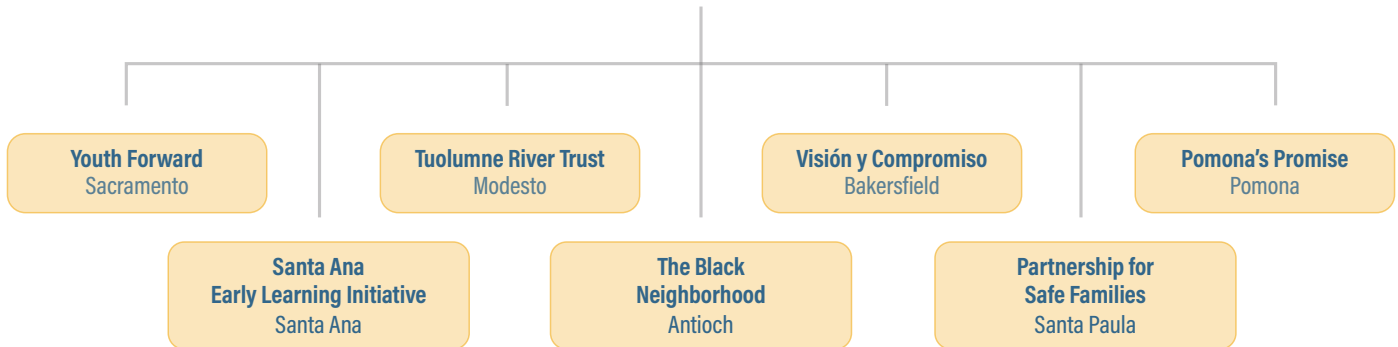 Youth Forward
Sacramento
Tuolumne River Trust
Modesto
Visión y Compromiso
Bakersfield
Pomona’s Promise
Pomona
Santa Ana
Early Learning Initiative
Santa Ana
The Black
Neighborhood
Antioch
Partnership for
Safe Families
Santa Paula